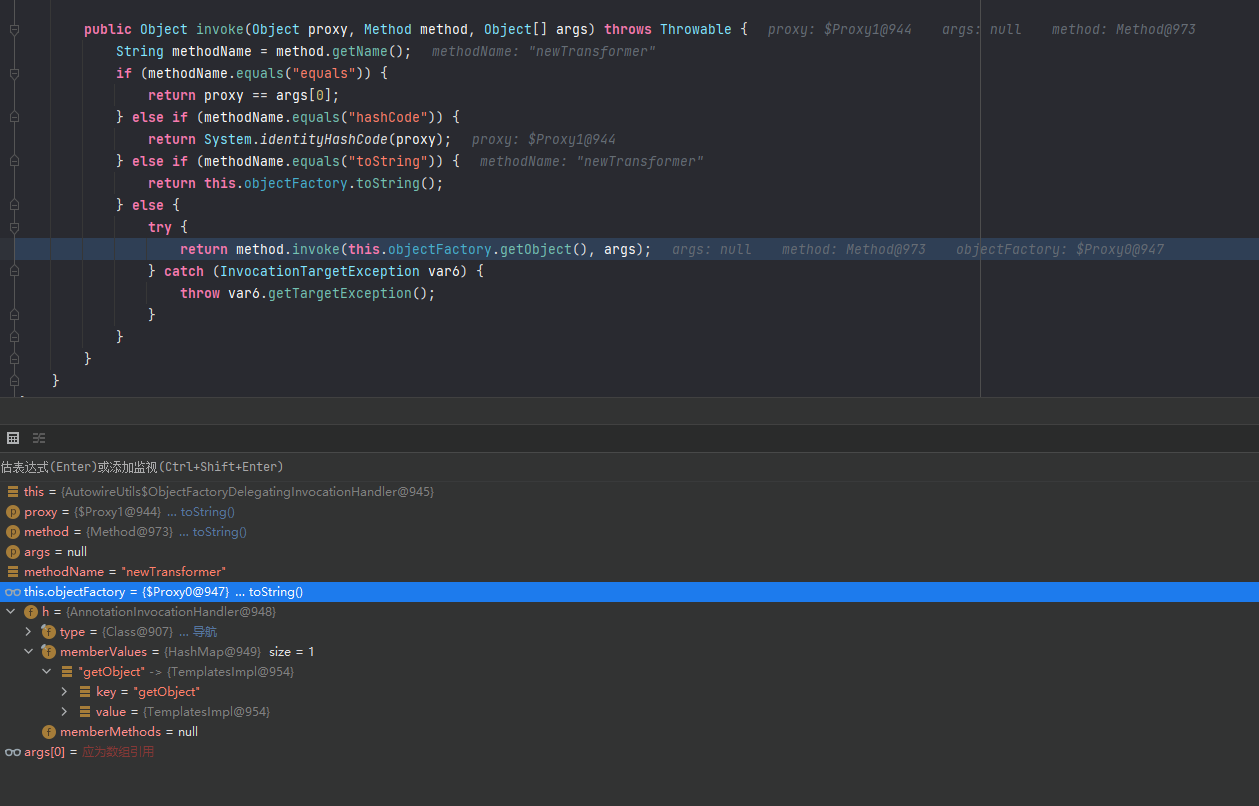 public Object invoke(Object proxy, Method method, Object[] args) throws Throwable {   proxy: $Proxy1@944   args: null   method: Method@973
String methodName = method.getName();   methodName: "newTransformer"
if (methodName.equals("equals")) {
return proxy == args[0];
} else if (methodName.equals("hashCode")) {
return System.identityHashCode(proxy);   proxy: $Proxy1@944
} else if (methodName.equals("toString")) {   methodName: "newTransformer"
return this.objectFactory.toString();
} else {
try {
return method.invoke(this.objectFactory.getObject(), args);   args: null   method: Method@973   objectFactory: $Proxy0@947
} catch (InvocationTargetException var6) {
throw var6.getTargetException();
}
}
}
}
估表达式(Enter)或添加监视(Ctrl+Shift+Enter)
this = {AutowireUtils$ObjectFactoryDelegatingInvocationHandler@945}
proxy = {$Proxy1@944} ... toString()
method = {Method@973} ... toString()
args = null
methodName = "newTransformer"
this.objectFactory = {$Proxy0@947} ... toString()
h = {AnnotationInvocationHandler@948}
type = {Class@907} ... 导航
memberValues = {HashMap@949} size = 1
"getObject" -> {TemplatesImpl@954}
key = "getObject"
value = {TemplatesImpl@954}
memberMethods = null
args[0] = 应为数组引用